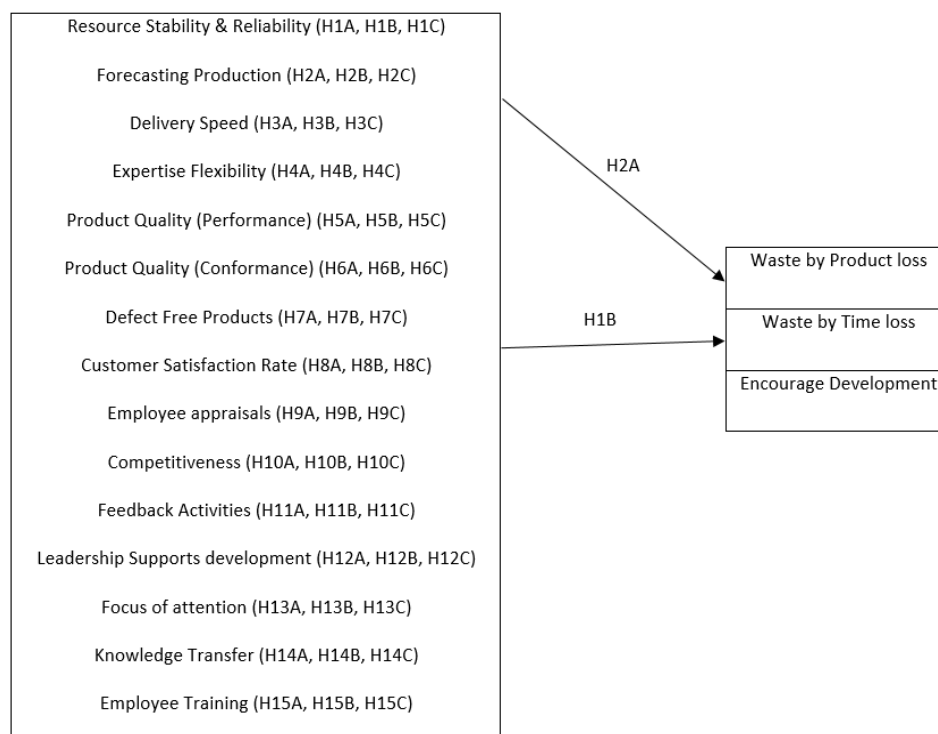 Resource Stability & Reliability (H1A, H1B, H1C)
Forecasting Production (H2A, H2B, H2C)
Delivery Speed (H3A, H3B, H3C)
Expertise Flexibility (H4A, H4B, H4C)
Product Quality (Performance) (H5A, H5B, H5C)
Product Quality (Conformance) (H6A, H6B, H6C)
Defect Free Products (H7A, H7B, H7C)
Customer Satisfaction Rate (H8A, H8B, H8C)
Employee appraisals (H9A, H9B, H9C)
Competitiveness (H10A, H10B, H10C)
Feedback Activities (H11A, H11B, H11C)
Leadership Supports development (H12A, H12B, H12C)
Focus of attention (H13A, H13B, H13C)
Knowledge Transfer (H14A, H14B, H14C)
Employee Training (H15A, H15B, H15C)
H2A
H1B
Waste by Product loss
Waste by Time loss
Encourage Development